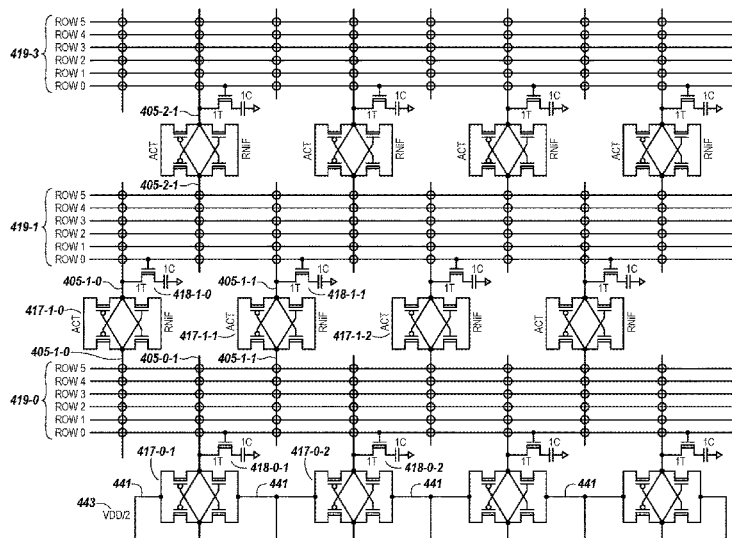 ROW 5
ROW 4
419-3
ROW 3
ROW 2
ROW 1
ROW 0
1C 1C 1C 1C
405-2-1
1T 1T 1T 1T
ACT RNIF ACT RNIF ACT RNIF ACT RNIF
405-2-1
ROW 5
ROW 4
419-1
ROW 3
ROW 2
ROW 1
ROW 0
405-1-0 1C 405-1-1 1C 1C 1C
1T 418-1-0 1T 418-1-1 1T 1T
417-1-0 ACT RNIF 417-1-1 ACT RNIF 417-1-2 ACT RNIF ACT RNIF
405-1-0 405-0-1 405-1-1
ROW 5
ROW 4
419-0
ROW 3
ROW 2
ROW 1
ROW 0
417-0-1 1C 417-0-2 1C 1C 1C
1T 418-0-1 1T 418-0-2 1T 1T
441 441 441 441
443
VDD/2